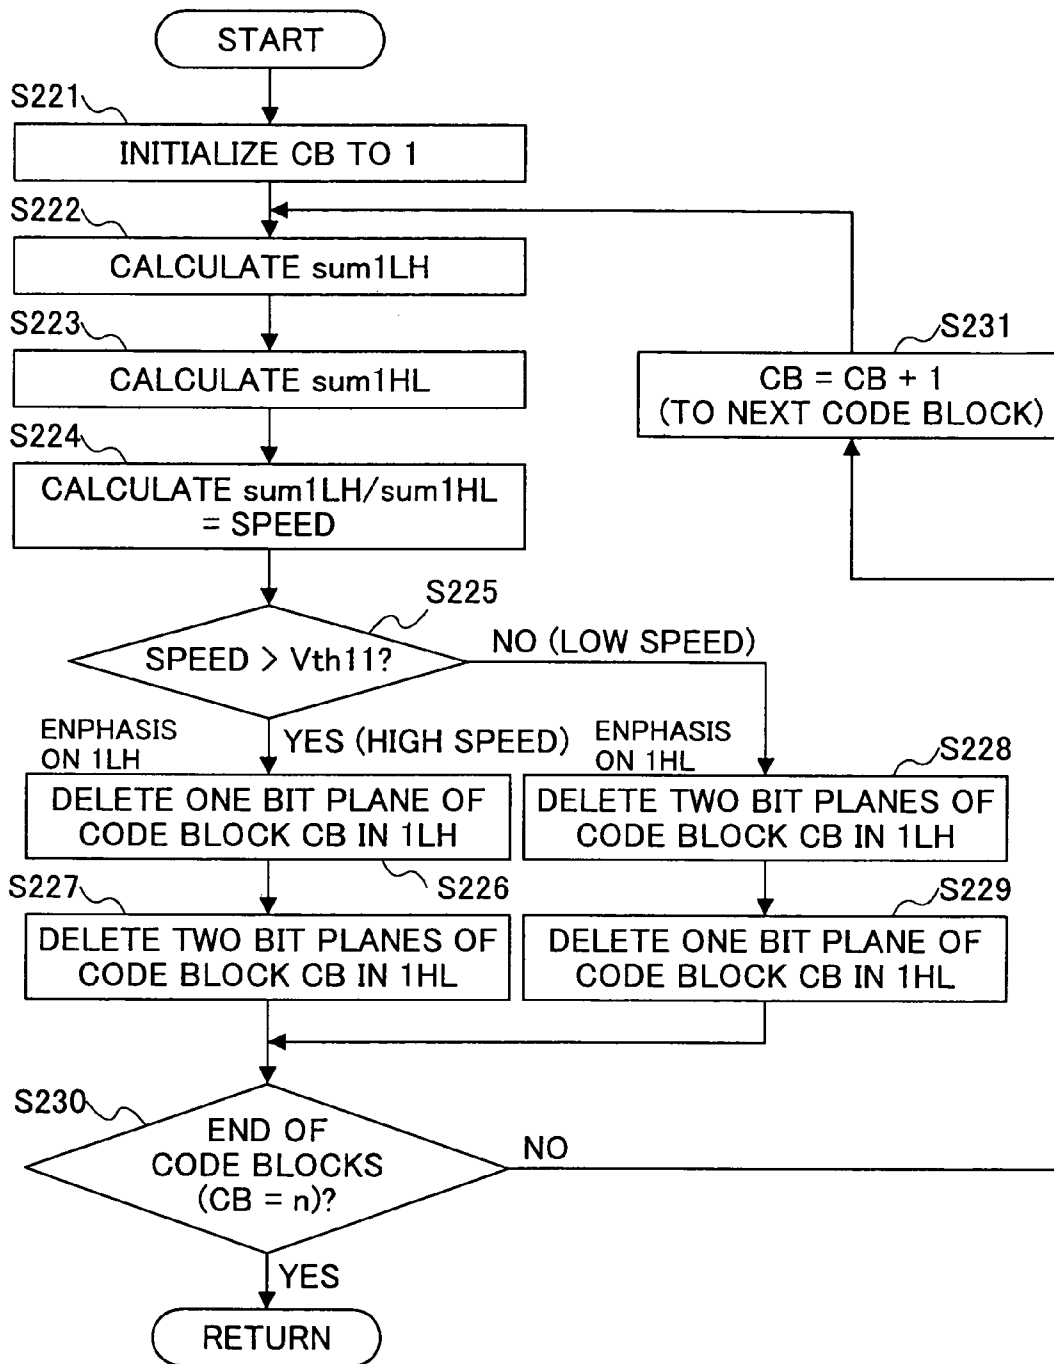 START
S221
INITIALIZE CB TO 1
S222
CALCULATE sum1LH
S223
CALCULATE sum1HL
S231
CB = CB + 1
(TO NEXT CODE BLOCK)
S224
CALCULATE sum1LH/sum1HL
= SPEED
S225
SPEED > Vth11?
NO (LOW SPEED)
ENPHASIS
ON 1LH
YES (HIGH SPEED)
ENPHASIS
ON 1HL
S228
DELETE ONE BIT PLANE OF
CODE BLOCK CB IN 1LH
DELETE TWO BIT PLANES OF
CODE BLOCK CB IN 1LH
S227
S226
S229
DELETE TWO BIT PLANES OF
CODE BLOCK CB IN 1HL
DELETE ONE BIT PLANE OF
CODE BLOCK CB IN 1HL
S230
END OF
CODE BLOCKS
(CB = n)?
NO
YES
RETURN